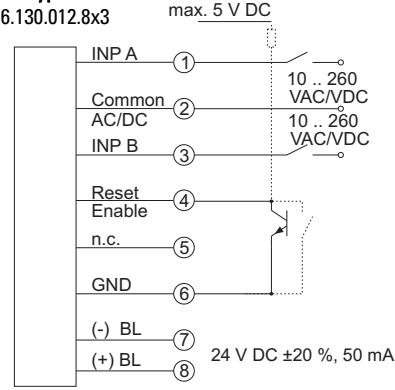 max. 5 V DC
6.130.012.8x3
INP A
1
10 .. 260
VAC/VDC
Common
AC/DC
2
10 .. 260
VAC/VDC
INP B
3
Reset
Enable
4
n.c.
5
GND
6
(-) BL
7
(+) BL
8
24 V DC ±20 %, 50 mA